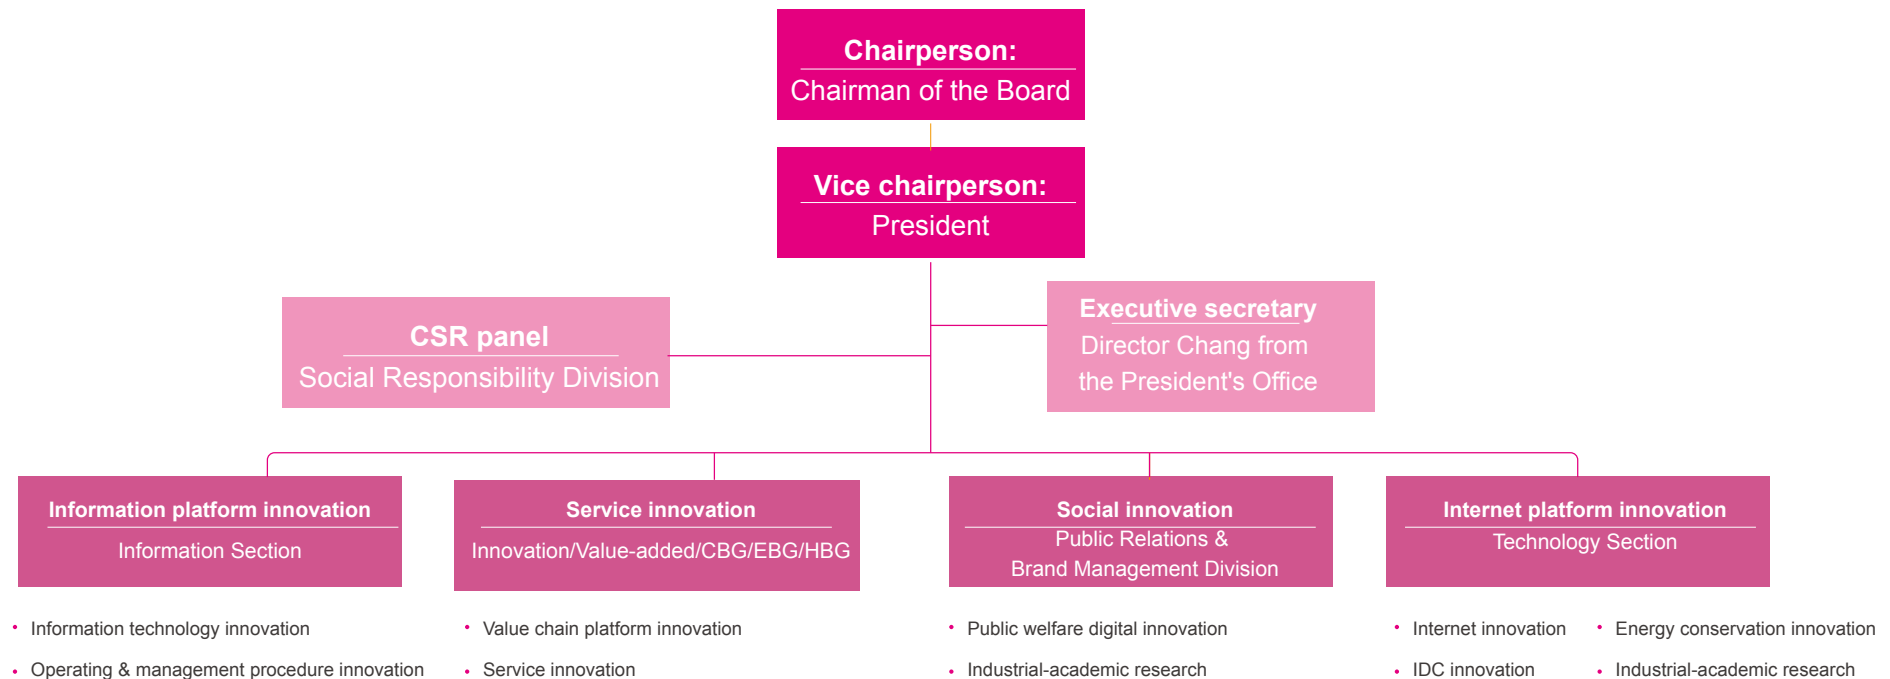 Chairperson:
Chairman of the Board
Vice chairperson:
President
CSR panel
Social Responsibility Division
Executive secretary
Director Chang from
the President's Office
Information platform innovation
Information Section
Service innovation
Innovation/Value-added/CBG/EBG/HBG
Social innovation
Public Relations &
Brand Management Division
Internet platform innovation
Technology Section
• Information technology innovation
• Operating & management procedure innovation
• Value chain platform innovation
• Service innovation
• Public welfare digital innovation
• Industrial-academic research
• Internet innovation
• IDC innovation
• Energy conservation innovation
• Industrial-academic research